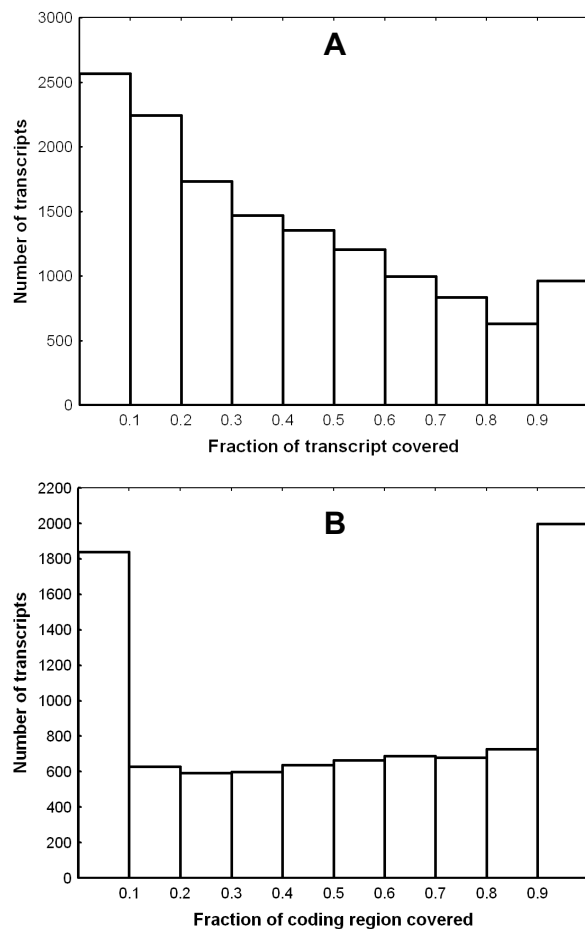 A
3000
2500
2000
1500
1000
500
0
Number of transcripts
0.1 0.2 0.3 0.4 0.5 0.6 0.7 0.8 0.9
Fraction of transcript covered
B
2200
2000
1800
1600
1400
1200
1000
800
600
400
200
0
Number of transcripts
0.1 0.2 0.3 0.4 0.5 0.6 0.7 0.8 0.9
Fraction of coding region covered